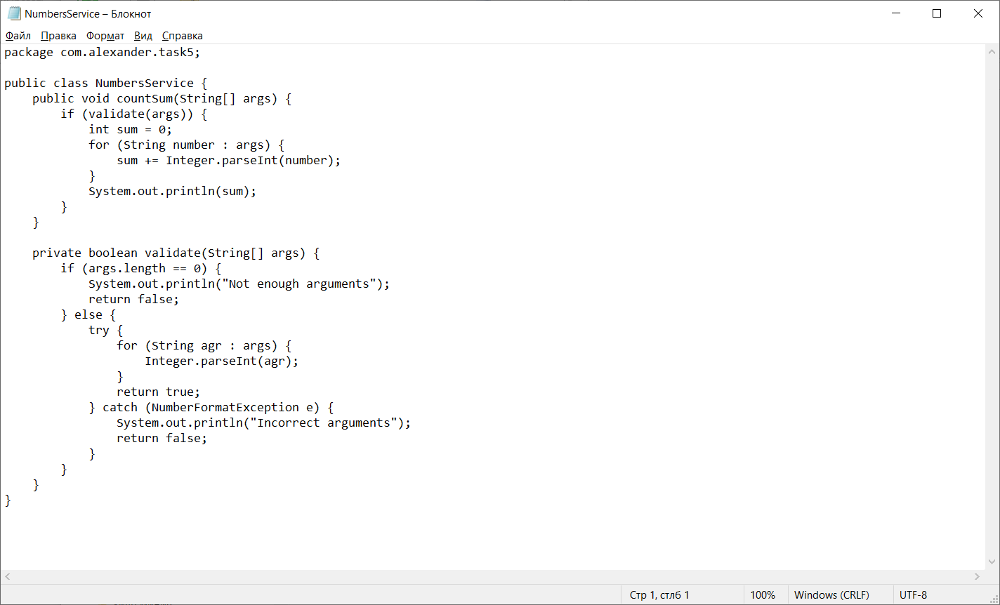 NumbersService – Блокнот
Файл Правка Формат Вид Справка
package com.alexander.task5;

public class NumbersService {
    public void countSum(String[] args) {
        if (validate(args)) {
            int sum = 0;
            for (String number : args) {
                sum += Integer.parseInt(number);
            }
            System.out.println(sum);
        }
    }

    private boolean validate(String[] args) {
        if (args.length == 0) {
            System.out.println("Not enough arguments");
            return false;
        } else {
            try {
                for (String agr : args) {
                    Integer.parseInt(agr);
                }
                return true;
            } catch (NumberFormatException e) {
                System.out.println("Incorrect arguments");
                return false;
            }
        }
    }
}
Стр 1, стлб 1 100% Windows (CRLF) UTF-8